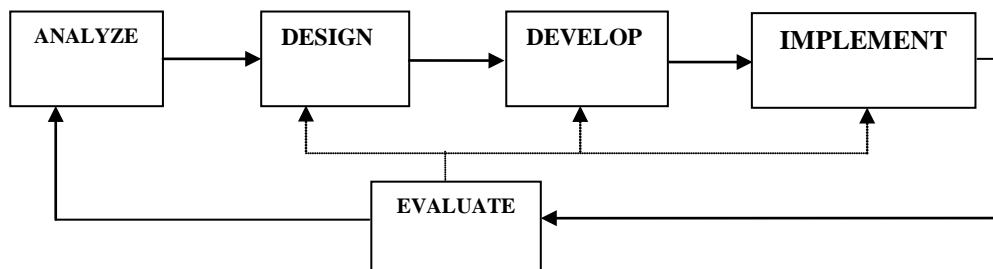 ANALYZE
DESIGN
DEVELOP
IMPLEMENT
EVALUATE